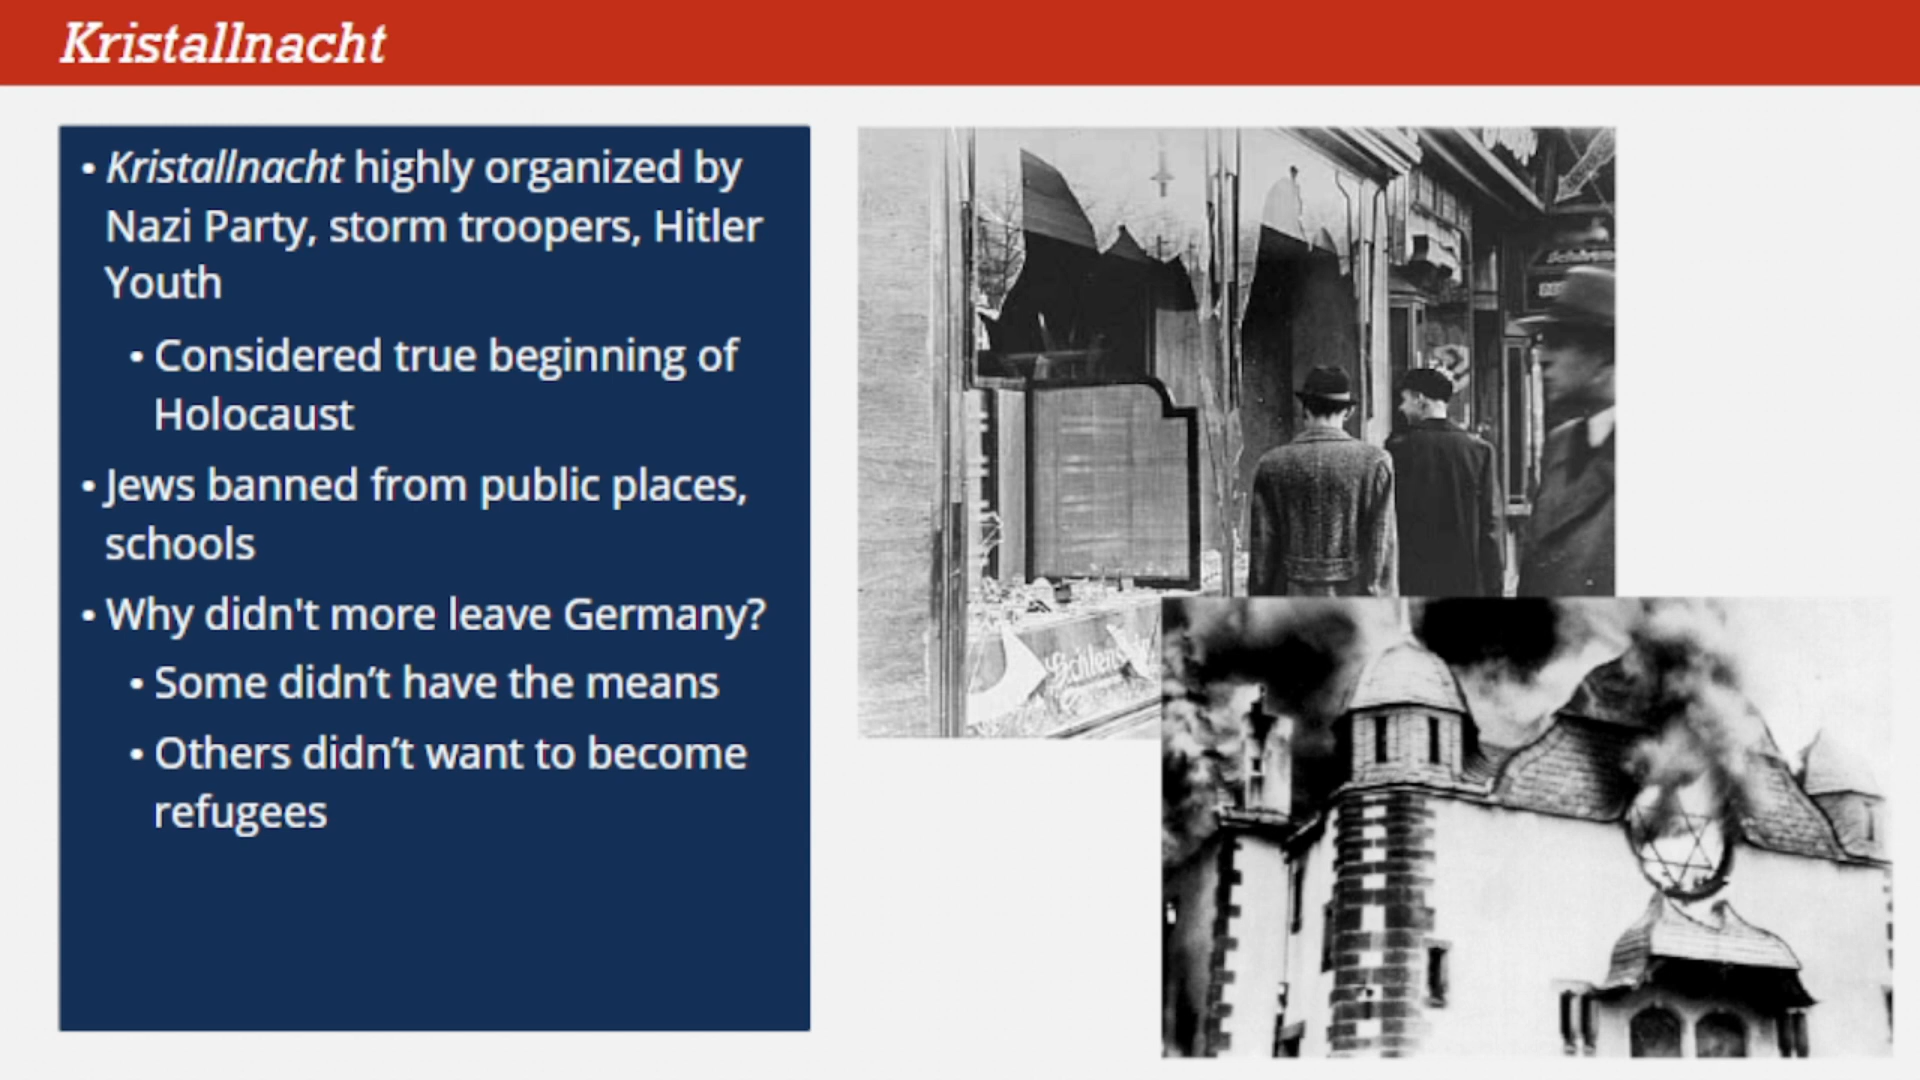 Kristallnacht
• Kristallnacht highly organized by
Nazi Party, storm troopers, Hitler
Youth
• Considered true beginning of
Holocaust
• Jews banned from public places,
schools
• Why didn't more leave Germany?
• Some didn’t have the means
• Others didn’t want to become
refugees